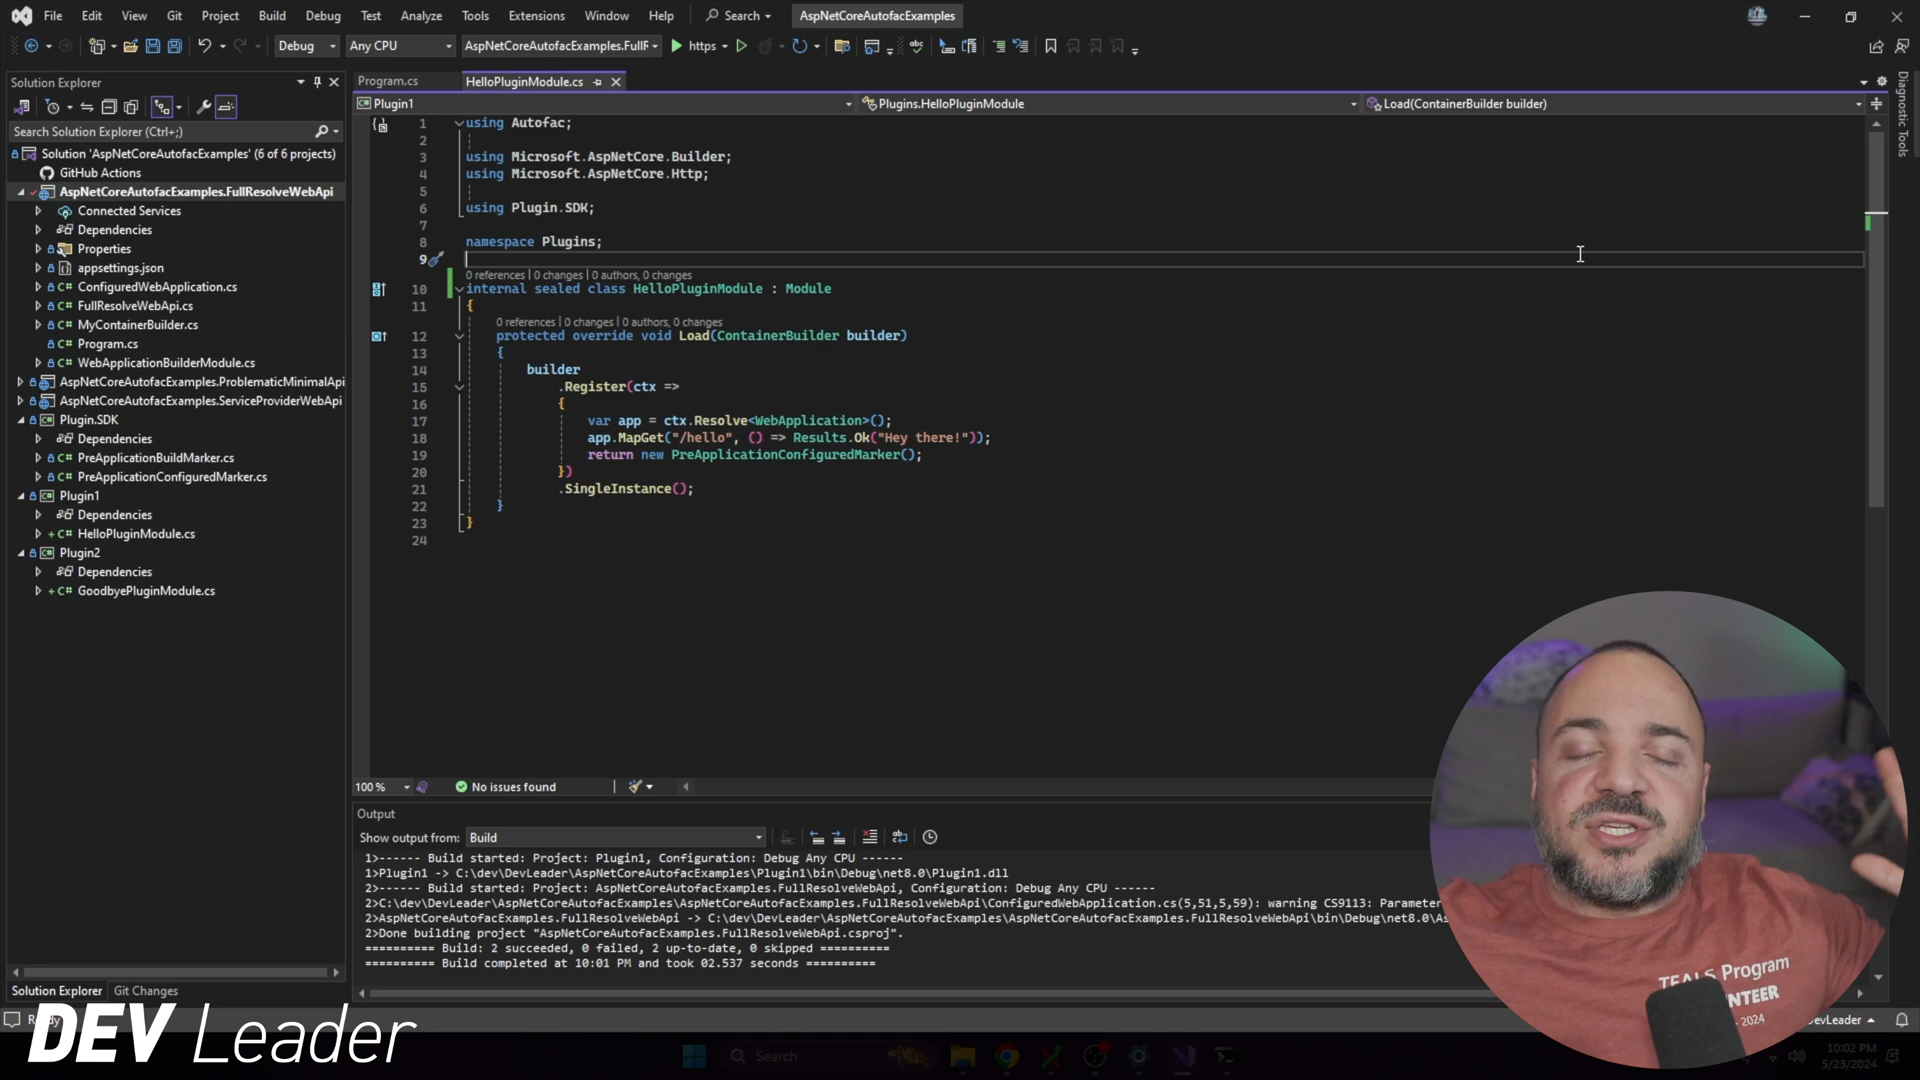 File Edit View Git Project Build Debug Test Analyze Tools Extensions Window Help Search AspNetCoreAutofacExamples
Debug Any CPU AspNetCoreAutofacExamples.FullR https
Solution Explorer
Search Solution Explorer (Ctrl+;)
Solution 'AspNetCoreAutofacExamples' (6 of 6 projects)
GitHub Actions
AspNetCoreAutofacExamples.FullResolveWebApi
Connected Services
Dependencies
Properties
appsettings.json
ConfiguredWebApplication.cs
FullResolveWebApi.cs
MyContainerBuilder.cs
Program.cs
WebApplicationBuilderModule.cs
AspNetCoreAutofacExamples.ProblematicMinimalApi
AspNetCoreAutofacExamples.ServiceProviderWebApi
Plugin.SDK
Dependencies
PreApplicationBuildMarker.cs
PreApplicationConfiguredMarker.cs
Plugin1
Dependencies
HelloPluginModule.cs
Plugin2
Dependencies
GoodbyePluginModule.cs
Solution Explorer Git Changes
Program.cs HelloPluginModule.cs
Plugin1 Plugins.HelloPluginModule Load(ContainerBuilder builder)
1 using Autofac;
2
3 using Microsoft.AspNetCore.Builder;
4 using Microsoft.AspNetCore.Http;
5
6 using Plugin.SDK;
7
8 namespace Plugins;
9
0 references | 0 changes | 0 authors, 0 changes
10 internal sealed class HelloPluginModule : Module
11 {
0 references | 0 changes | 0 authors, 0 changes
12 protected override void Load(ContainerBuilder builder)
13 {
14 builder
15 .Register(ctx =>
16 {
17 var app = ctx.Resolve<WebApplication>();
18 app.MapGet("/hello", () => Results.Ok("Hey there!"));
19 return new PreApplicationConfiguredMarker();
20 })
21 .SingleInstance();
22 }
23 }
24
100 % No issues found
Output
Show output from: Build
1>------ Build started: Project: Plugin1, Configuration: Debug Any CPU ------
1>Plugin1 -> C:\dev\DevLeader\AspNetCoreAutofacExamples\Plugin1\bin\Debug\net8.0\Plugin1.dll
2>------ Build started: Project: AspNetCoreAutofacExamples.FullResolveWebApi, Configuration: Debug Any CPU ------
2>C:\dev\DevLeader\AspNetCoreAutofacExamples\AspNetCoreAutofacExamples.FullResolveWebApi\ConfiguredWebApplication.cs(5,51,5,59): warning CS9113: Parameter
2>AspNetCoreAutofacExamples.FullResolveWebApi -> C:\dev\DevLeader\AspNetCoreAutofacExamples\AspNetCoreAutofacExamples.FullResolveWebApi\bin\Debug\net8.0\As
2>Done building project "AspNetCoreAutofacExamples.FullResolveWebApi.csproj".
========== Build: 2 succeeded, 0 failed, 2 up-to-date, 0 skipped ==========
========== Build completed at 10:01 PM and took 02.537 seconds ==========
Diagnostic Tools
TEALS Program
2024
DEV Leader
DevLeader
Search
10:02 PM
5/23/2024